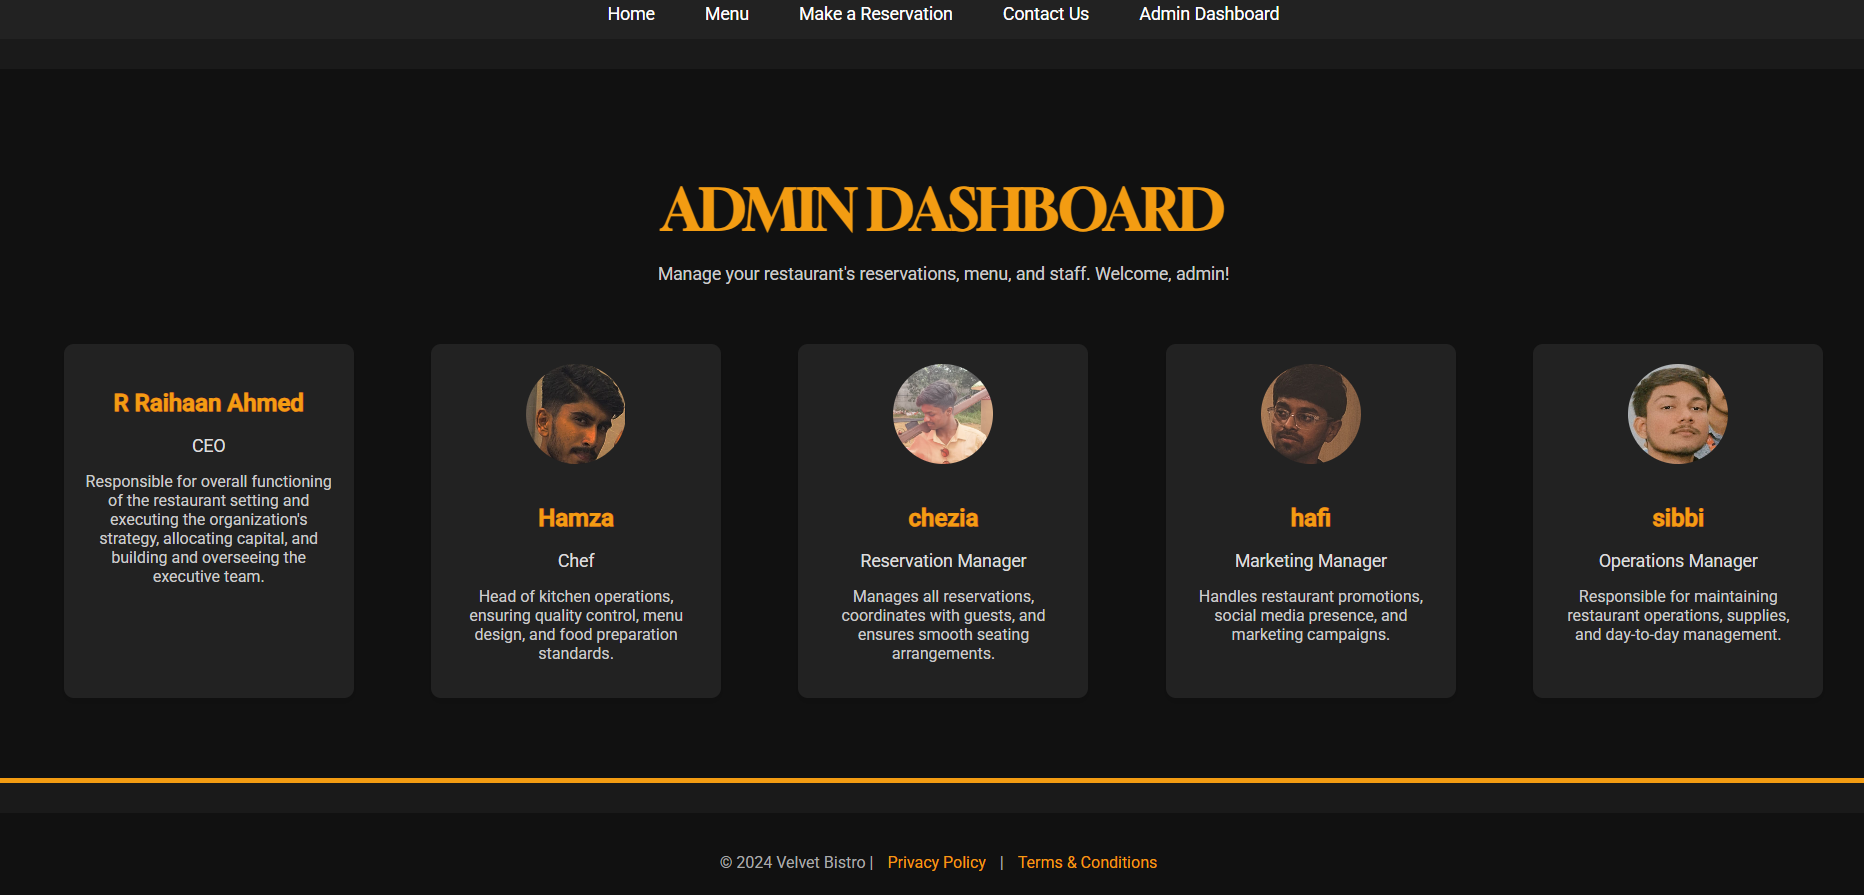 Home Menu Make a Reservation Contact Us Admin Dashboard
ADMIN DASHBOARD
Manage your restaurant's reservations, menu, and staff. Welcome, admin!
R Raihaan Ahmed
CEO
Responsible for overall functioning
of the restaurant setting and
executing the organization's
strategy, allocating capital, and
building and overseeing the
executive team.
Hamza
Chef
Head of kitchen operations,
ensuring quality control, menu
design, and food preparation
standards.
chezia
Reservation Manager
Manages all reservations,
coordinates with guests, and
ensures smooth seating
arrangements.
hafi
Marketing Manager
Handles restaurant promotions,
social media presence, and
marketing campaigns.
sibbi
Operations Manager
Responsible for maintaining
restaurant operations, supplies,
and day-to-day management.
© 2024 Velvet Bistro | Privacy Policy | Terms & Conditions